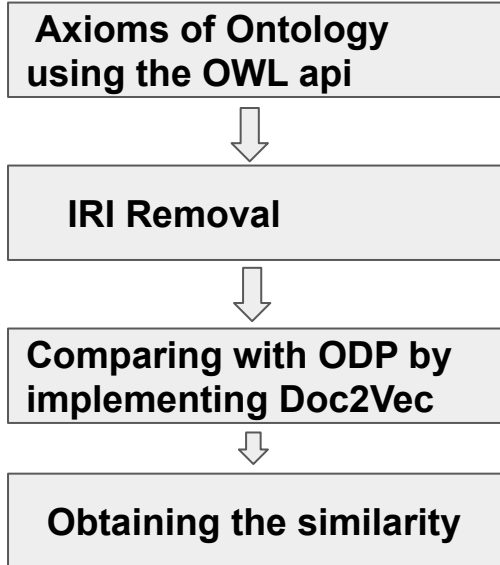 Axioms of Ontology
using the OWL api
IRI Removal
Comparing with ODP by
implementing Doc2Vec
Obtaining the similarity